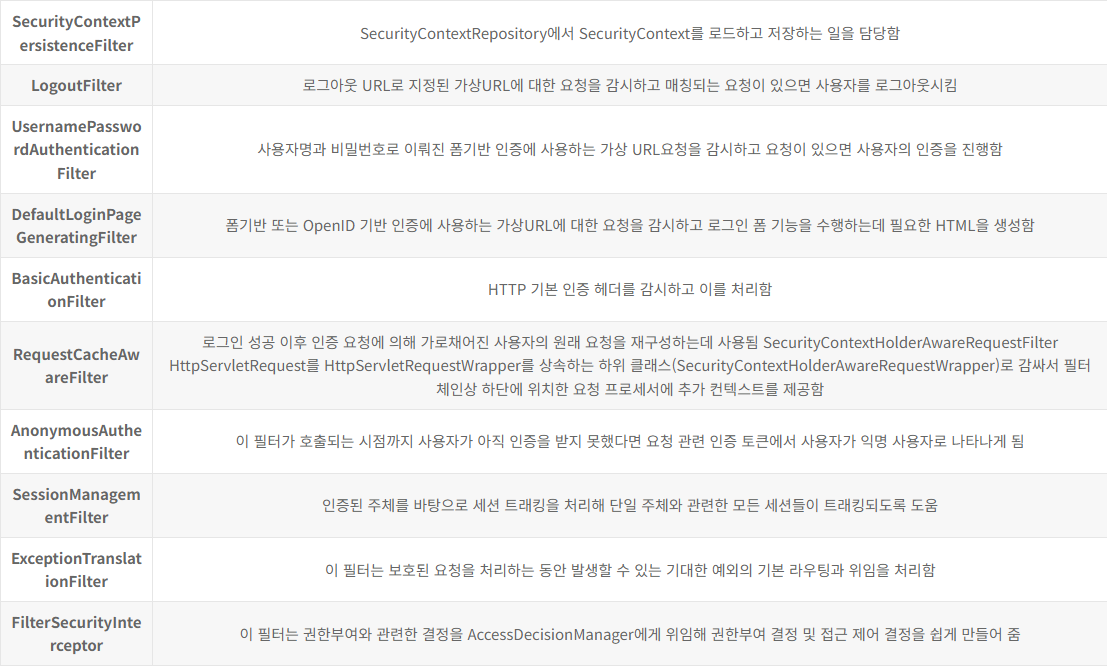 SecurityContextP
ersistenceFilter
SecurityContextRepository에서 SecurityContext를 로드하고 저장하는 일을 담당함
LogoutFilter
로그아웃 URL로 지정된 가상URL에 대한 요청을 감시하고 매칭되는 요청이 있으면 사용자를 로그아웃시킴
UsernamePasswo
rdAuthentication
Filter
사용자명과 비밀번호로 이뤄진 폼기반 인증에 사용하는 가상 URL요청을 감시하고 요청이 있으면 사용자의 인증을 진행함
DefaultLoginPage
GeneratingFilter
폼기반 또는 OpenID 기반 인증에 사용하는 가상URL에 대한 요청을 감시하고 로그인 폼 기능을 수행하는데 필요한 HTML을 생성함
BasicAuthenticati
onFilter
HTTP 기본 인증 헤더를 감시하고 이를 처리함
RequestCacheAw
areFilter
로그인 성공 이후 인증 요청에 의해 가로채어진 사용자의 원래 요청을 재구성하는데 사용됨 SecurityContextHolderAwareRequestFilter
HttpServletRequest를 HttpServletRequestWrapper를 상속하는 하위 클래스(SecurityContextHolderAwareRequestWrapper)로 감싸서 필터
체인상 하단에 위치한 요청 프로세서에 추가 컨텍스트를 제공함
AnonymousAuthe
nticationFilter
이 필터가 호출되는 시점까지 사용자가 아직 인증을 받지 못했다면 요청 관련 인증 토큰에서 사용자가 익명 사용자로 나타나게 됨
SessionManagem
entFilter
인증된 주체를 바탕으로 세션 트래킹을 처리해 단일 주체와 관련한 모든 세션들이 트래킹되도록 도움
ExceptionTranslat
ionFilter
이 필터는 보호된 요청을 처리하는 동안 발생할 수 있는 기대한 예외의 기본 라우팅과 위임을 처리함
FilterSecurityInte
rceptor
이 필터는 권한부여와 관련한 결정을 AccessDecisionManager에게 위임해 권한부여 결정 및 접근 제어 결정을 쉽게 만들어 줌